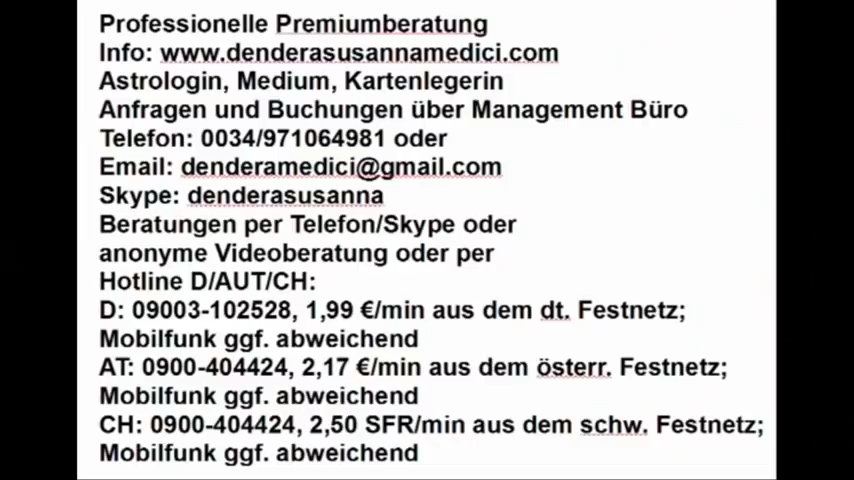 Professionelle Premiumberatung
Info: www.denderasusannamedici.com
Astrologin, Medium, Kartenlegerin
Anfragen und Buchungen über Management Büro
Telefon: 0034/971064981 oder
Email: denderamedici@gmail.com
Skype: denderasusanna
Beratungen per Telefon/Skype oder
anonyme Videoberatung oder per
Hotline D/AUT/CH:
D: 09003-102528, 1,99 €/min aus dem dt. Festnetz;
Mobilfunk ggf. abweichend
AT: 0900-404424, 2,17 €/min aus dem österr. Festnetz;
Mobilfunk ggf. abweichend
CH: 0900-404424, 2,50 SFR/min aus dem schw. Festnetz;
Mobilfunk ggf. abweichend